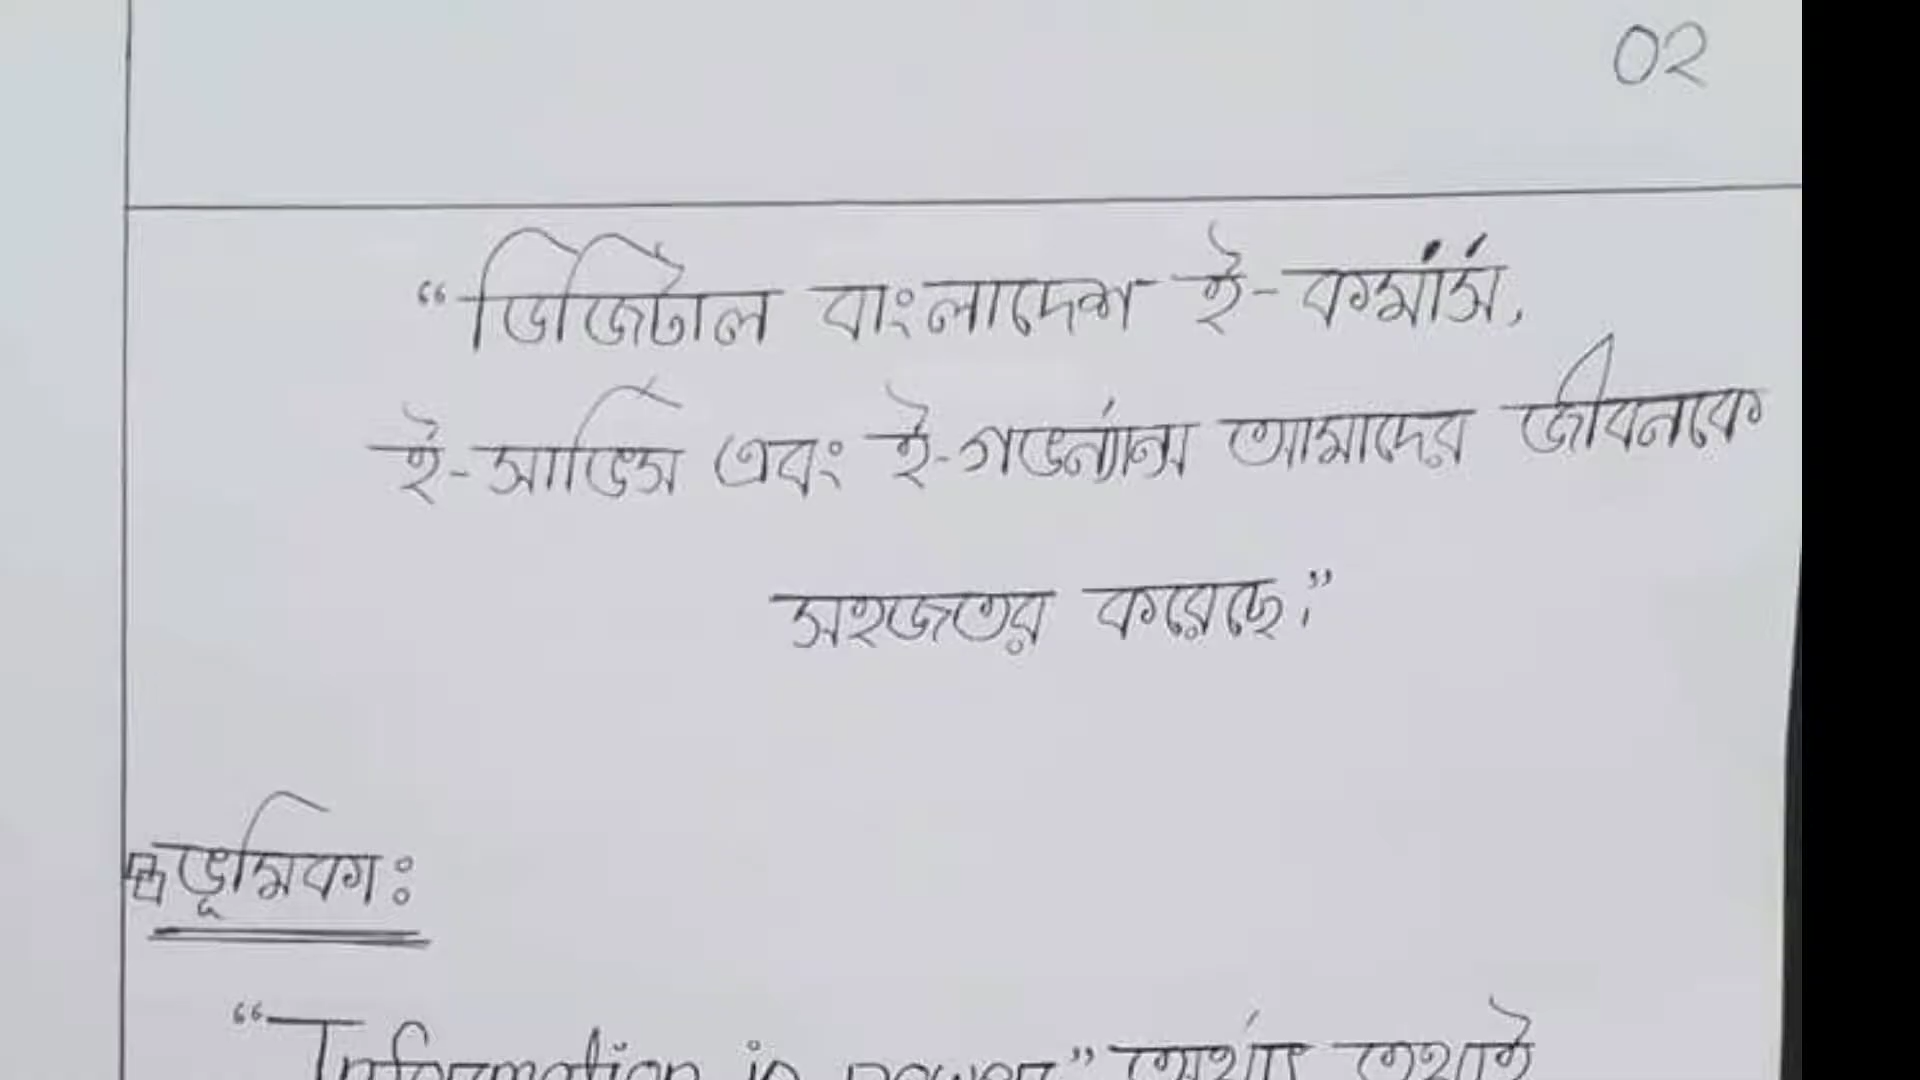 02
“ডিজিটাল বাংলাদেশ ই-কমার্স,
ই-সার্ভিস এবং ই-গভর্ন্যান্স আমাদের জীবনকে
সহজতর করেছে।”
ভূমিকা:
“Information is power” অর্থাৎ তথ্যই